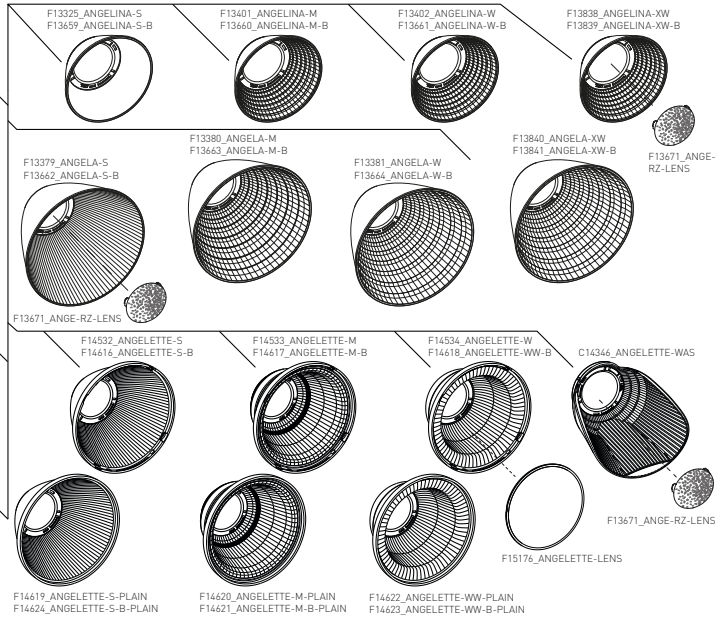 F13325_ANGELINA-S
F13659_ANGELINA-S-B
F13401_ANGELINA-M
F13660_ANGELINA-M-B
F13402_ANGELINA-W
F13661_ANGELINA-W-B
F13838_ANGELINA-XW
F13839_ANGELINA-XW-B
F13671_ANGE-
RZ-LENS
F13379_ANGELA-S
F13662_ANGELA-S-B
F13380_ANGELA-M
F13663_ANGELA-M-B
F13381_ANGELA-W
F13664_ANGELA-W-B
F13840_ANGELA-XW
F13841_ANGELA-XW-B
F13671_ANGE-RZ-LENS
F14532_ANGELETTE-S
F14616_ANGELETTE-S-B
F14533_ANGELETTE-M
F14617_ANGELETTE-M-B
F14534_ANGELETTE-W
F14618_ANGELETTE-WW-B
C14346_ANGELETTE-WAS
F13671_ANGE-RZ-LENS
F15176_ANGELETTE-LENS
F14619_ANGELETTE-S-PLAIN
F14624_ANGELETTE-S-B-PLAIN
F14620_ANGELETTE-M-PLAIN
F14621_ANGELETTE-M-B-PLAIN
F14622_ANGELETTE-WW-PLAIN
F14623_ANGELETTE-WW-B-PLAIN